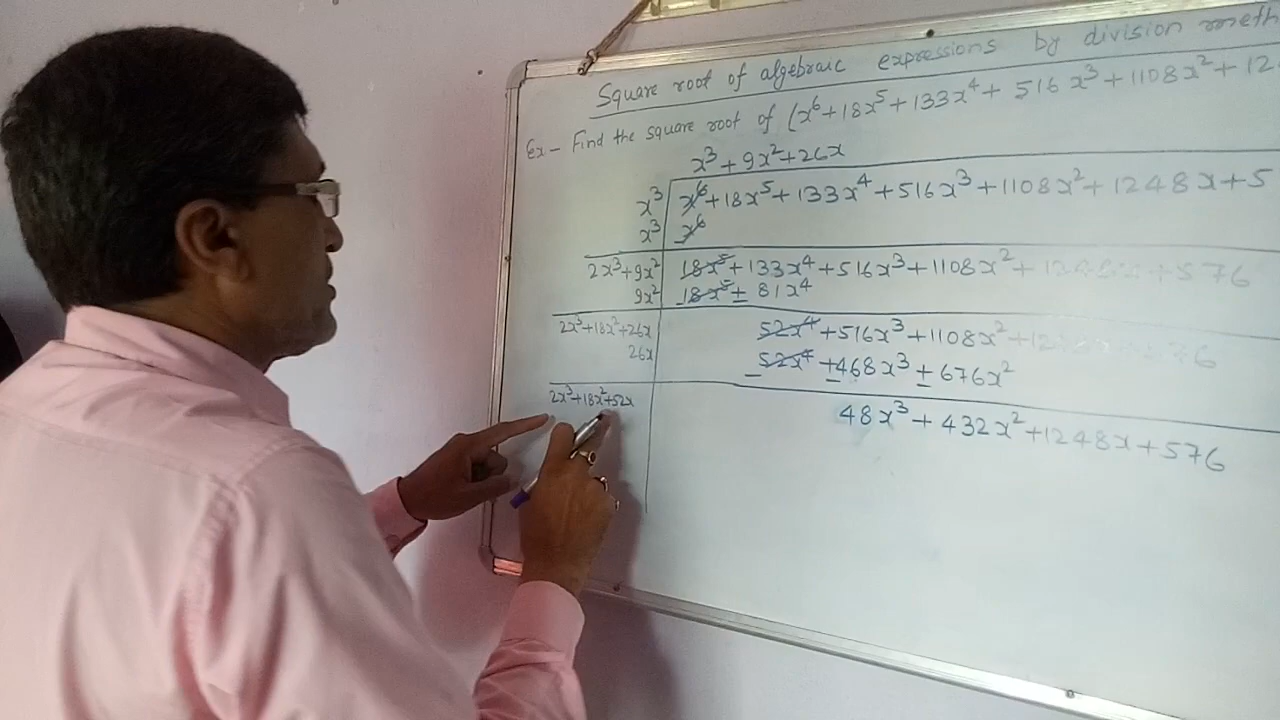 Square root of algebraic expressions by division meth
Ex- Find the square root of (x⁶+18x⁵+133x⁴+516x³+1108x²+12
x³+9x²+26x
x³ x⁶+18x⁵+133x⁴+516x³+1108x²+1248x+5
x³ -x⁶
2x³+9x² 18x⁵+133x⁴+516x³+1108x²+1248x+576
9x² -18x⁵±81x⁴
2x³+18x²+26x 52x⁴+516x³+1108x²+12 76
26x -52x⁴±468x³±676x²
2x³+18x²+52x 48x³+432x²+1248x+576